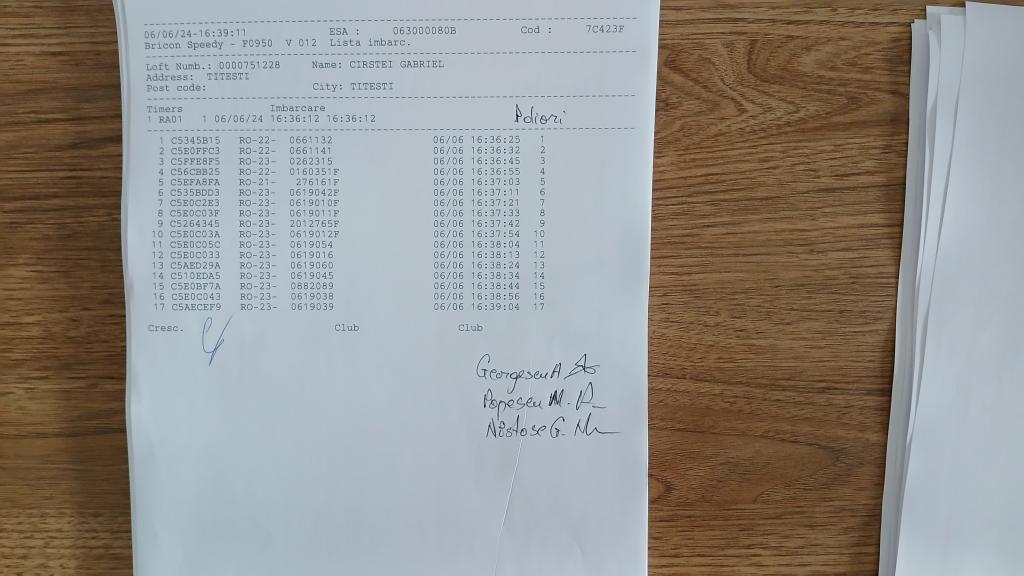 06/06/24-16:39:11 ESA : 063000080B Cod : 7C423F
Bricon Speedy - F0950 V 012 Lista imbarc.
Loft Numb.: 0000751228 Name: CIRSTEI GABRIEL
Address: TITESTI
Post code: City: TITESTI
Timers Imbarcare
1 RA01 1 06/06/24 16:36:12 16:36:12
1 C5345B15 RO-22- 0661132 06/06 16:36:25 1
2 C5E0FFC3 RO-22- 0661141 06/06 16:36:32 2
3 C5FFE8F5 RO-23- 0262315 06/06 16:36:45 3
4 C56CBB25 RO-22- 0160351F 06/06 16:36:55 4
5 C5EFA8FA RO-21- 276161F 06/06 16:37:03 5
6 C535BDD3 RO-23- 0619042F 06/06 16:37:11 6
7 C5E0C2E3 RO-23- 0619010F 06/06 16:37:21 7
8 C5E0C03F RO-23- 0619011F 06/06 16:37:33 8
9 C5264345 RO-23- 2012765F 06/06 16:37:42 9
10 C5E0C03A RO-23- 0619012F 06/06 16:37:54 10
11 C5E0C05C RO-23- 0619054 06/06 16:38:04 11
12 C5E0C033 RO-23- 0619016 06/06 16:38:13 12
13 C5AED29A RO-23- 0619060 06/06 16:38:24 13
14 C510EDA5 RO-23- 0619045 06/06 16:38:34 14
15 C5E0BF7A RO-23- 0882089 06/06 16:38:44 15
16 C5E0C043 RO-23- 0619038 06/06 16:38:56 16
17 C5AECEF9 RO-23- 0619039 06/06 16:39:04 17
Cresc. Club Club
Georgescu A
Popescu M.
G.